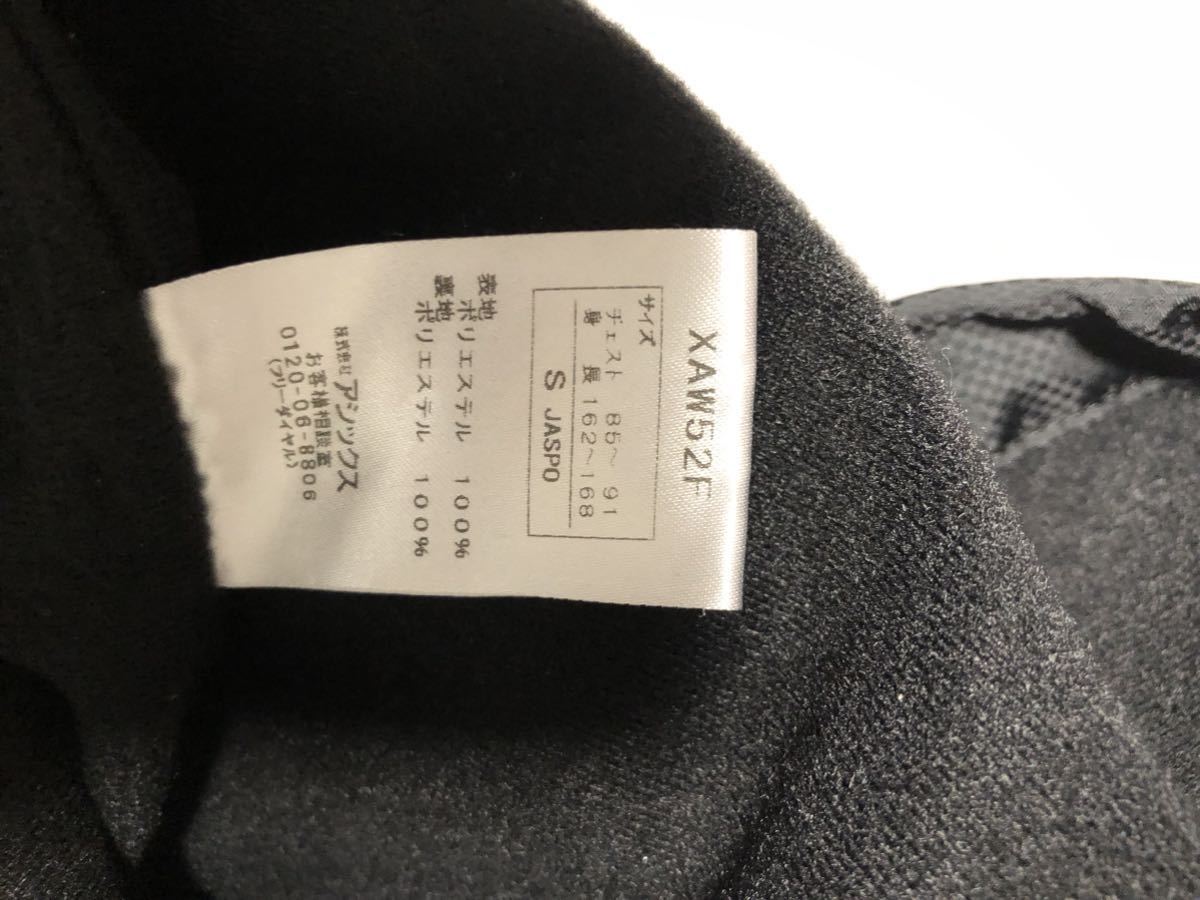 XAW52F
サイズ
チェスト 85～ 91
身 長 162～168
S JASPO
表地 ポリエステル 100%
裏地 ポリエステル 100%
株式会社 アシックス
お客様相談室
0120-06-8806
(フリーダイヤル)